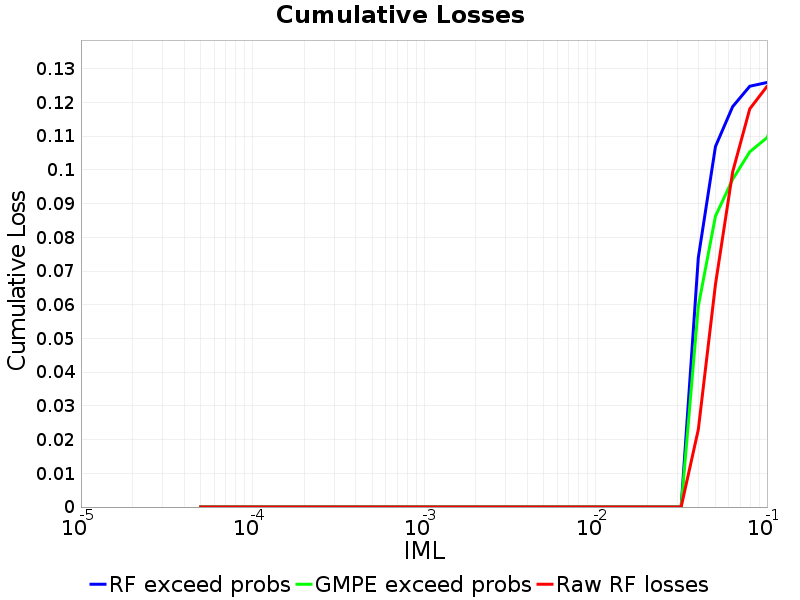 Cumulative Losses
Cumulative Loss
0.13
0.12
0.11
0.1
0.09
0.08
0.07
0.06
0.05
0.04
0.03
0.02
0.01
0
10^-5 10^-4 10^-3 10^-2 10^-1
IML
RF exceed probs GMPE exceed probs Raw RF losses